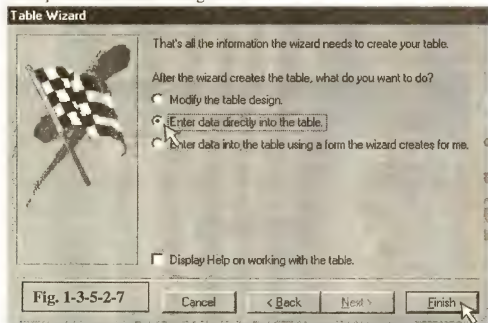 Table Wizard
That's all the information the wizard needs to create your table.
After the wizard creates the table, what do you want to do?
Modify the table design.
Enter data directly into the table.
Enter data into the table using a form the wizard creates for me.
Display Help on working with the table.
Fig. 1-3-5-2-7
Cancel
< Back
Next >
Finish